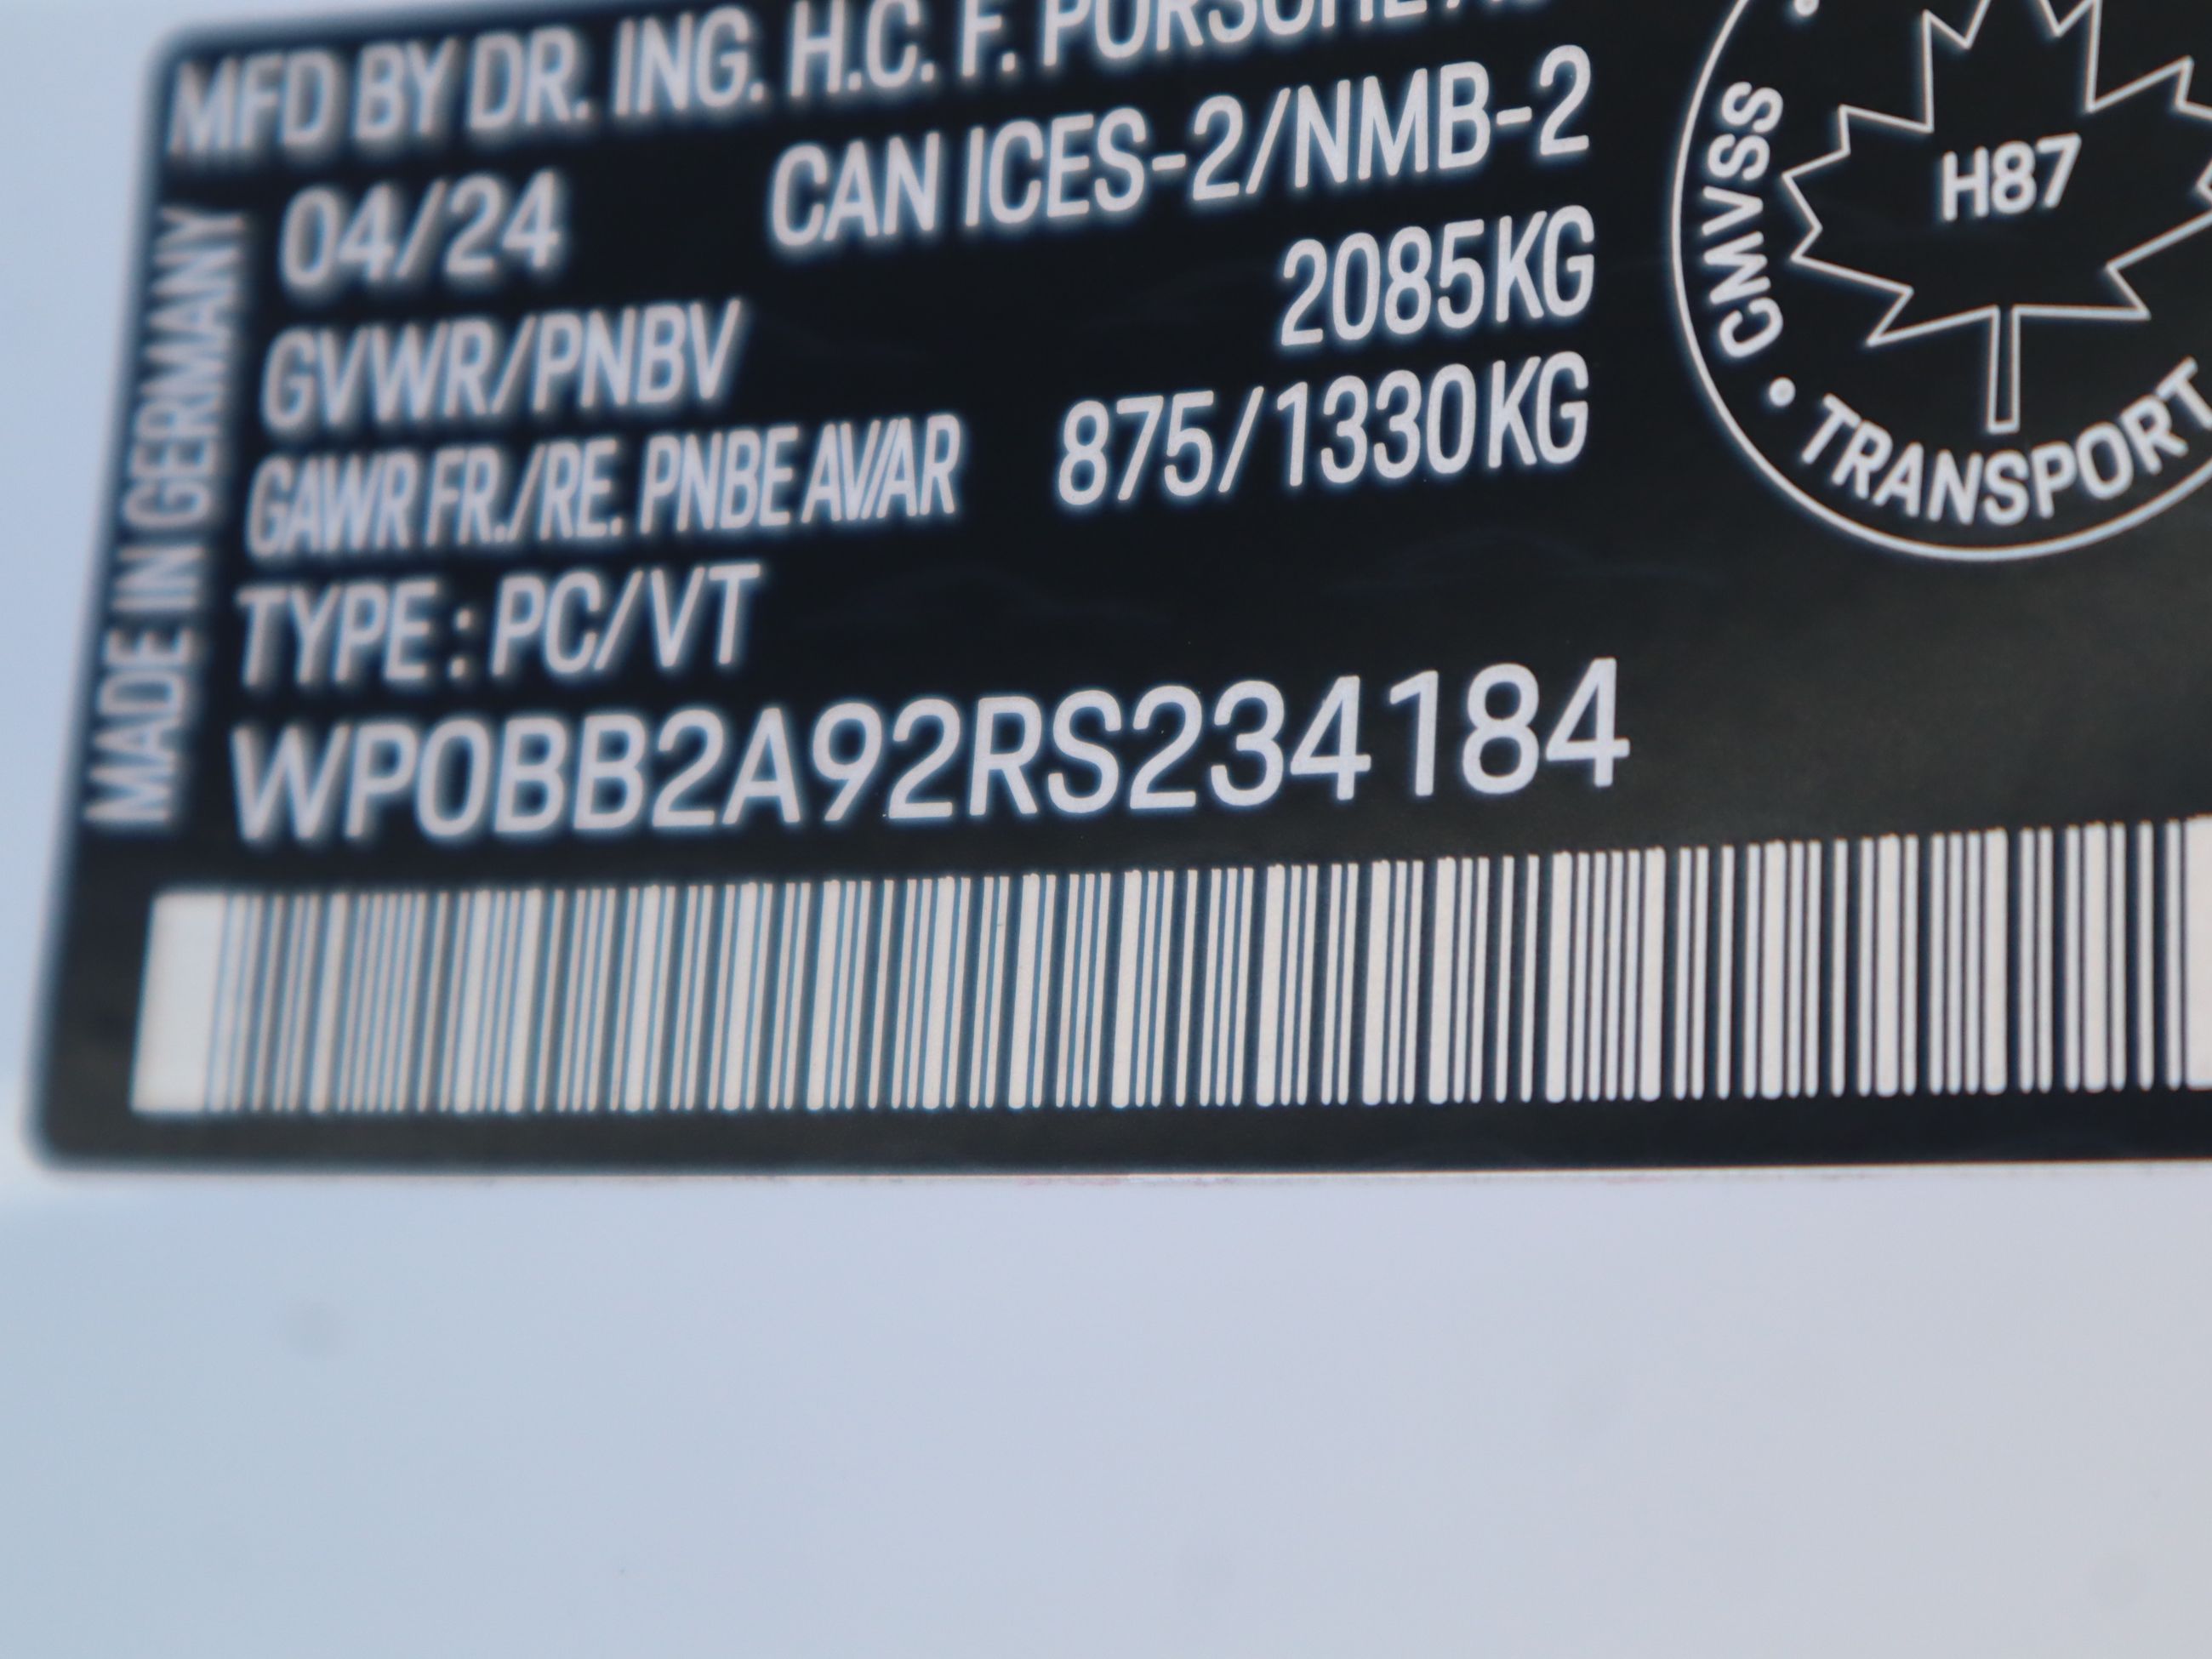 MFD BY DR. ING. H.C. F. PORSCHE AG
04/24 CAN ICES-2/NMB-2
GVWR/PNBV 2085KG
GAWR FR./RE. PNBE AV/AR 875/1330KG
TYPE : PC/VT
WP0BB2A92RS234184
MADE IN GERMANY
CMVSS • TRANSPORT
H87